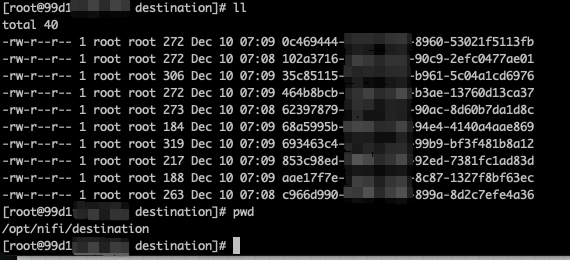 [root@99d1 destination]# ll
total 40
-rw-r--r-- 1 root root 272 Dec 10 07:09 0c469444- -8960-53021f5113fb
-rw-r--r-- 1 root root 272 Dec 10 07:08 102a3716- -90c9-2efc0477ae01
-rw-r--r-- 1 root root 306 Dec 10 07:09 35c85115- -b961-5c04a1cd6976
-rw-r--r-- 1 root root 272 Dec 10 07:09 464b8bcb- -b3ae-13760d13ca37
-rw-r--r-- 1 root root 273 Dec 10 07:08 62397879- -90ac-8d60b7da1d8c
-rw-r--r-- 1 root root 184 Dec 10 07:09 68a5995b- -94e4-4140a4aae869
-rw-r--r-- 1 root root 319 Dec 10 07:09 693463c4- -99b9-bf3f481b8a12
-rw-r--r-- 1 root root 217 Dec 10 07:09 853c98ed- -92ed-7381fc1ad83d
-rw-r--r-- 1 root root 188 Dec 10 07:09 aae17f7e- -8c87-1327f8bf63ec
-rw-r--r-- 1 root root 263 Dec 10 07:08 c966d990- -899a-8d2c7efe4a36
[root@99d1 destination]# pwd
/opt/nifi/destination
[root@99d1 destination]#